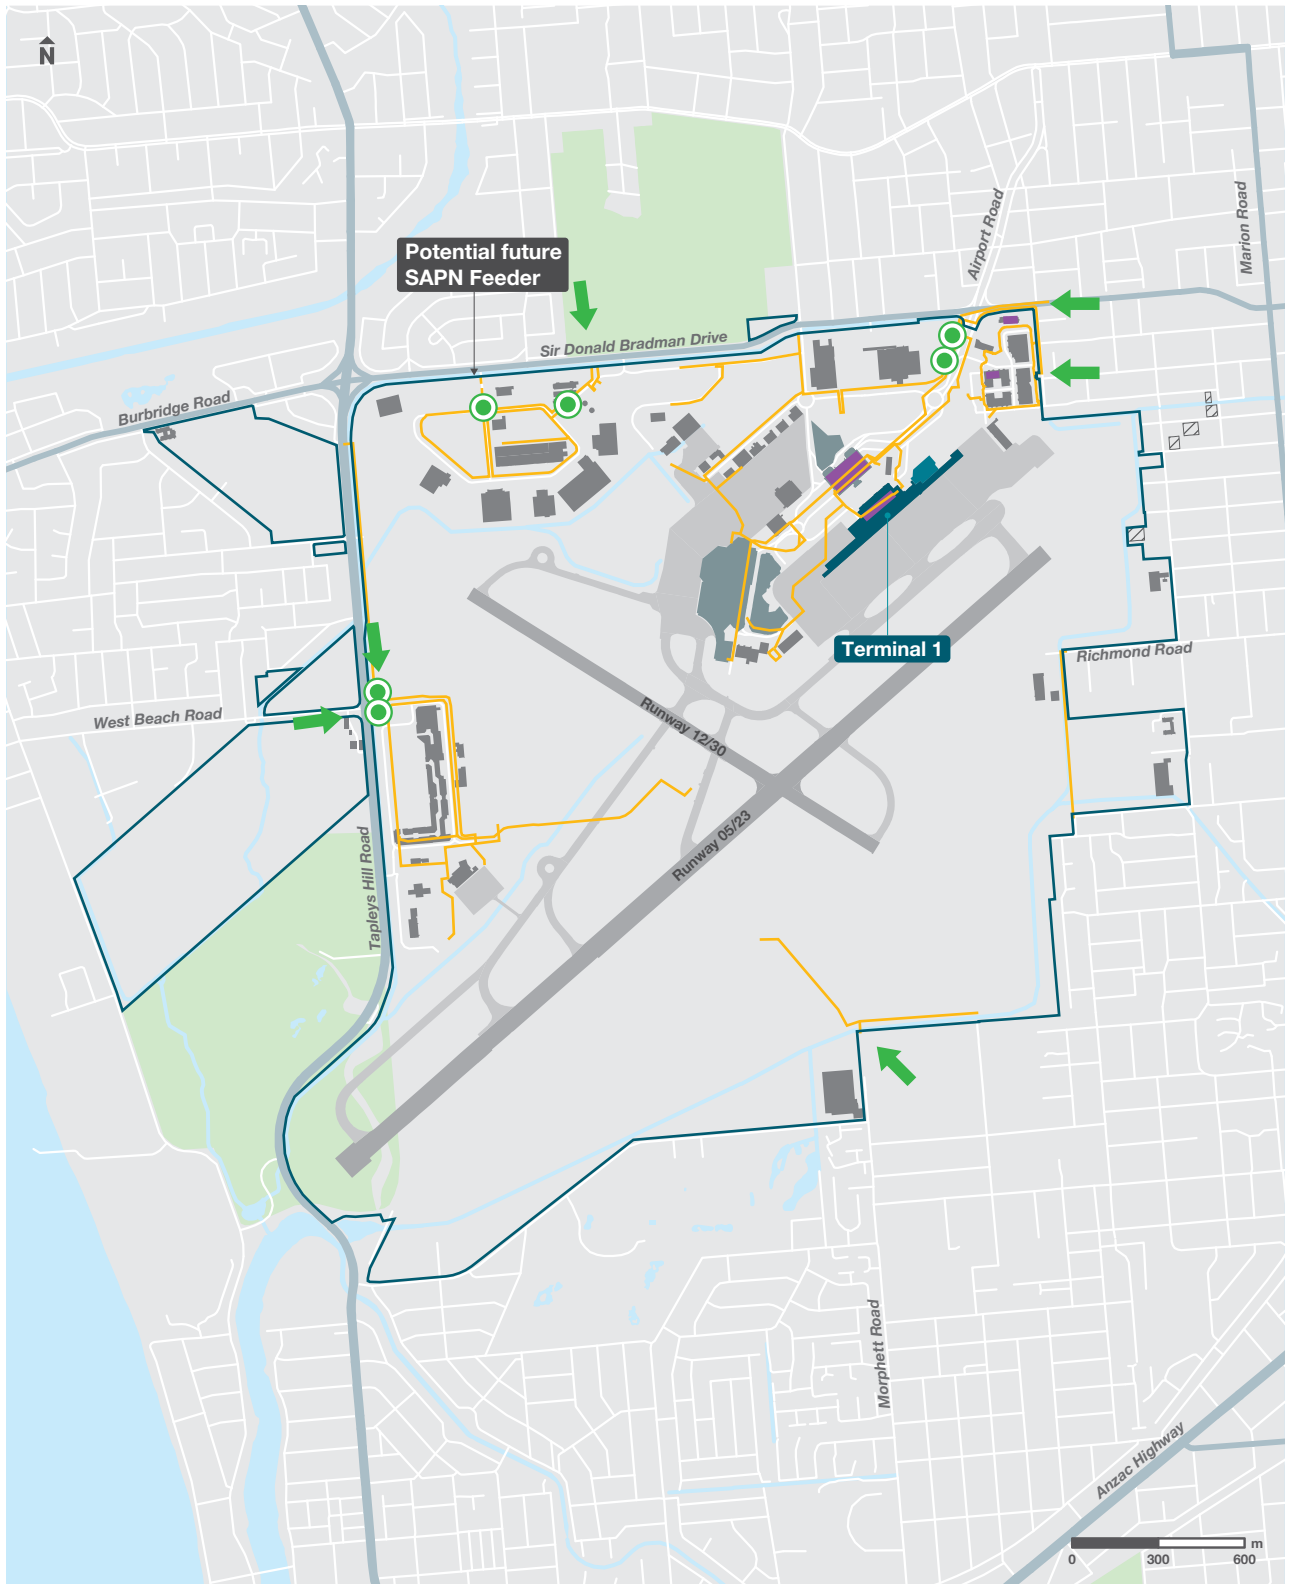 N
Marion Road
Airport Road
Potential future
SAPN Feeder
Sir Donald Bradman Drive
Burbridge Road
Terminal 1
Richmond Road
West Beach Road
Runway 12/30
Runway 05/23
Tapleys Hill Road
Morphett Road
Anzac Highway
m
0 300 600